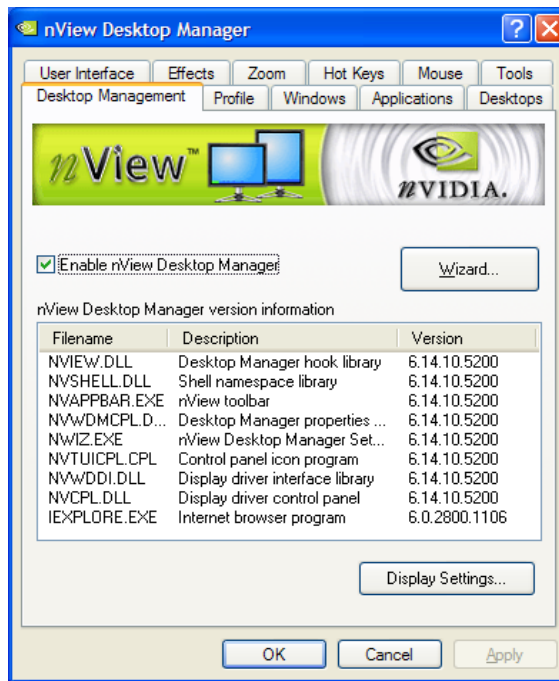 nView Desktop Manager
User Interface Effects Zoom Hot Keys Mouse Tools
Desktop Management Profile Windows Applications Desktops
nView™ nVIDIA.
Enable nView Desktop Manager Wizard...
nView Desktop Manager version information
Filename Description Version
NVIEW.DLL Desktop Manager hook library 6.14.10.5200
NVSHELL.DLL Shell namespace library 6.14.10.5200
NVAPPBAR.EXE nView toolbar 6.14.10.5200
NVWDMCPL.D... Desktop Manager properties ... 6.14.10.5200
NWIZ.EXE nView Desktop Manager Set... 6.14.10.5200
NVTUICPL.CPL Control panel icon program 6.14.10.5200
NVWDDI.DLL Display driver interface library 6.14.10.5200
NVCPL.DLL Display driver control panel 6.14.10.5200
IEXPLORE.EXE Internet browser program 6.0.2800.1106
Display Settings...
OK Cancel Apply